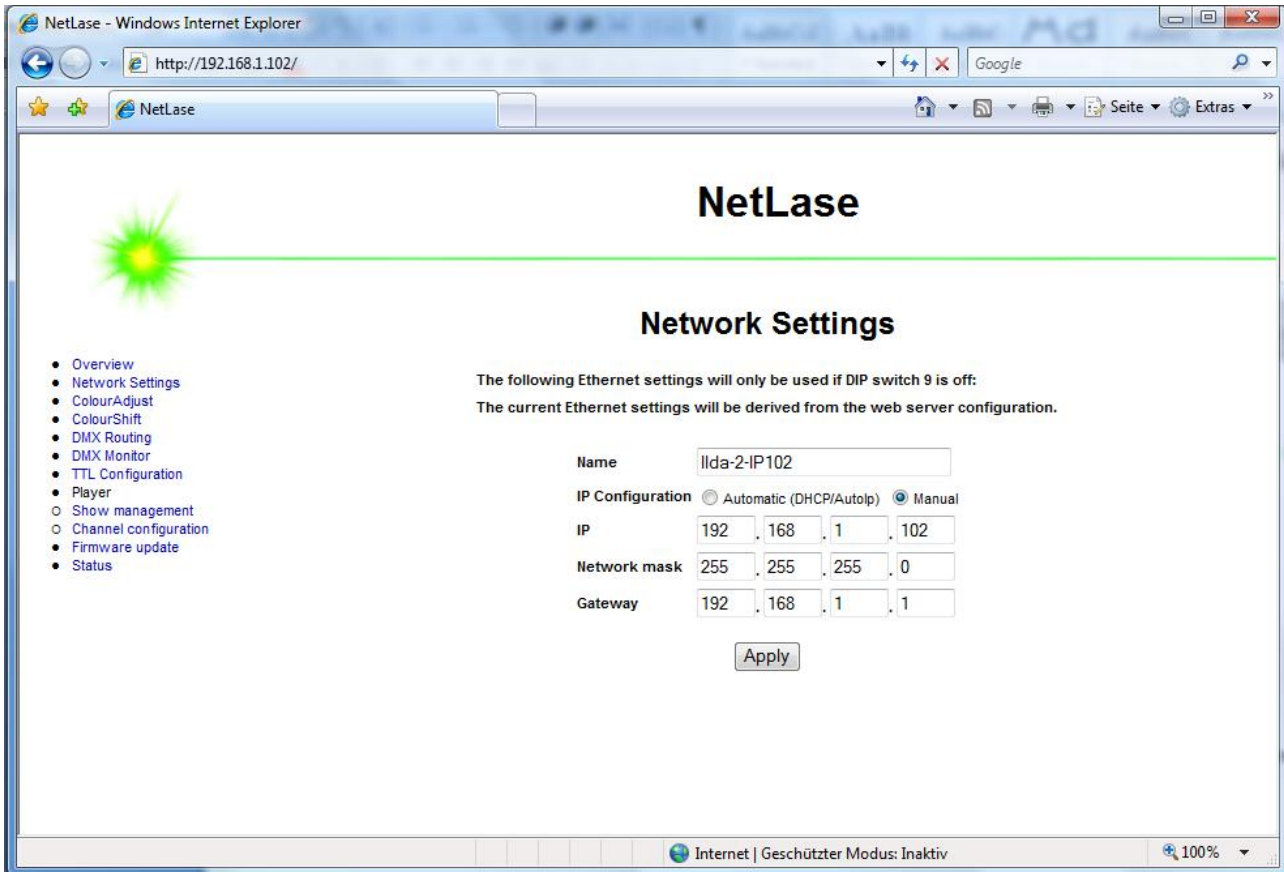 NetLase - Windows Internet Explorer
http://192.168.1.102/
Google
NetLase
Seite
Extras
NetLase
Network Settings
Overview
Network Settings
ColourAdjust
ColourShift
DMX Routing
DMX Monitor
TTL Configuration
Player
Show management
Channel configuration
Firmware update
Status
The following Ethernet settings will only be used if DIP switch 9 is off:
The current Ethernet settings will be derived from the web server configuration.
Name Ilda-2-IP102
IP Configuration Automatic (DHCP/AutoIp) Manual
IP 192 . 168 . 1 . 102
Network mask 255 . 255 . 255 . 0
Gateway 192 . 168 . 1 . 1
Apply
Internet | Geschützter Modus: Inaktiv 100%